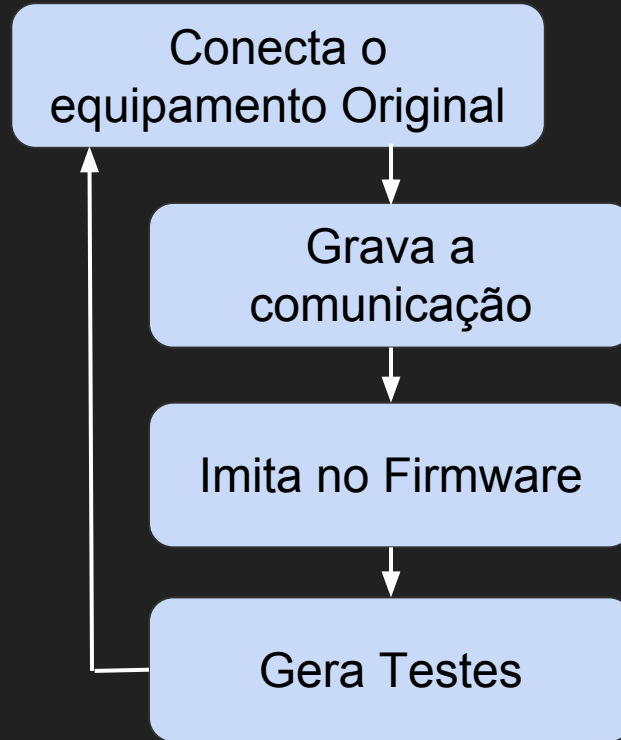 Conecta o
equipamento Original
Grava a
comunicação
Imita no Firmware
Gera Testes